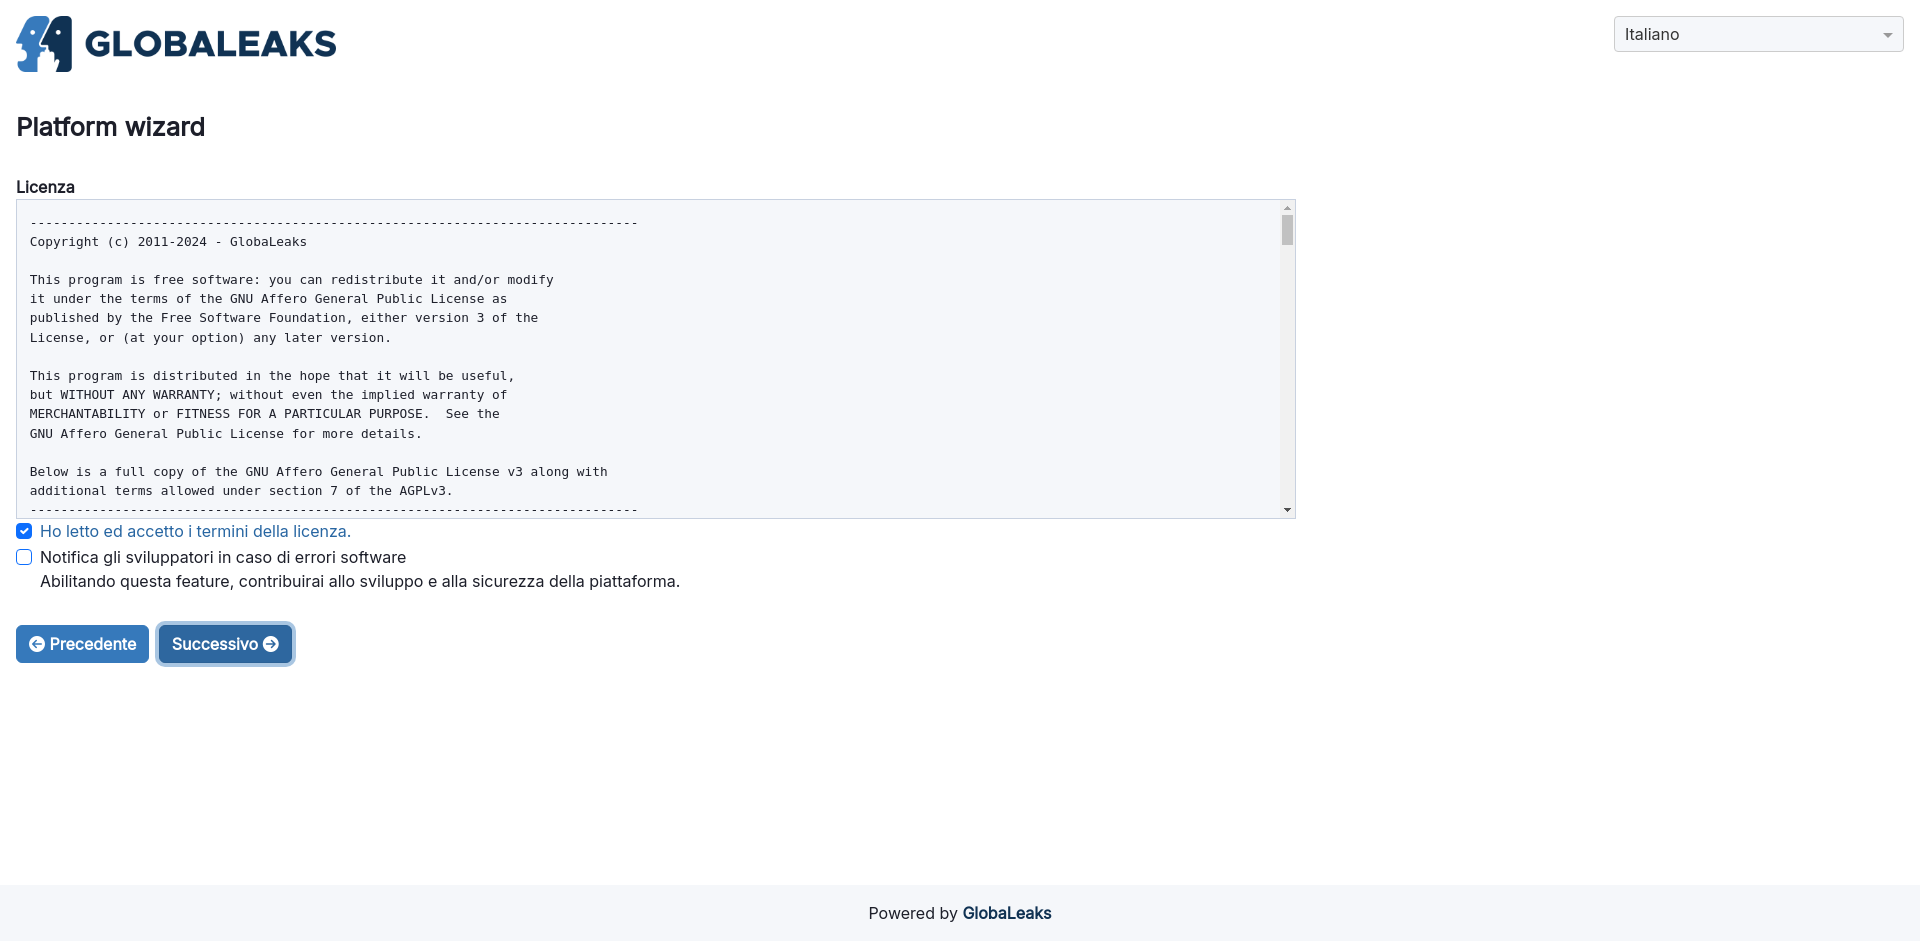 GLOBALEAKS
Italiano
Platform wizard
Licenza
-------------------------------------------------------------------------------
Copyright (c) 2011-2024 - GlobaLeaks
This program is free software: you can redistribute it and/or modify
it under the terms of the GNU Affero General Public License as
published by the Free Software Foundation, either version 3 of the
License, or (at your option) any later version.
This program is distributed in the hope that it will be useful,
but WITHOUT ANY WARRANTY; without even the implied warranty of
MERCHANTABILITY or FITNESS FOR A PARTICULAR PURPOSE.  See the
GNU Affero General Public License for more details.
Below is a full copy of the GNU Affero General Public License v3 along with
additional terms allowed under section 7 of the AGPLv3.
-------------------------------------------------------------------------------
Ho letto ed accetto i termini della licenza.
Notifica gli sviluppatori in caso di errori software
Abilitando questa feature, contribuirai allo sviluppo e alla sicurezza della piattaforma.
Precedente
Successivo
Powered by GlobaLeaks